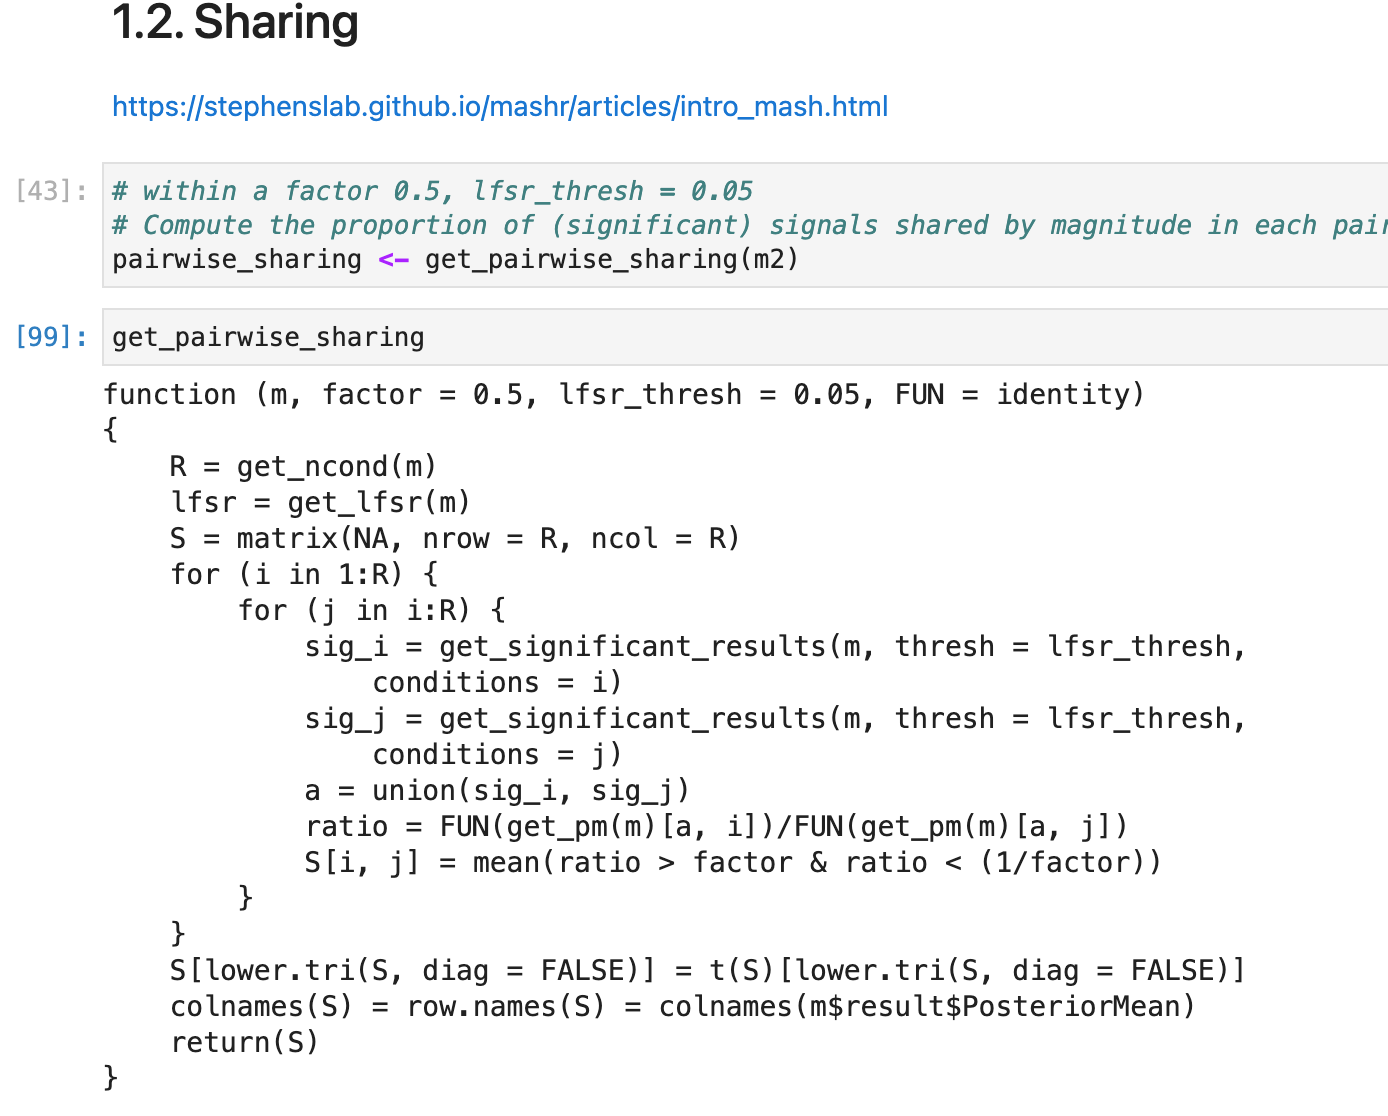 1.2. Sharing
https://stephenslab.github.io/mashr/articles/intro_mash.html
[43]: # within a factor 0.5, lfsr_thresh = 0.05
# Compute the proportion of (significant) signals shared by magnitude in each pair
pairwise_sharing <- get_pairwise_sharing(m2)
[99]: get_pairwise_sharing
function (m, factor = 0.5, lfsr_thresh = 0.05, FUN = identity)
{
    R = get_ncond(m)
    lfsr = get_lfsr(m)
    S = matrix(NA, nrow = R, ncol = R)
    for (i in 1:R) {
        for (j in i:R) {
            sig_i = get_significant_results(m, thresh = lfsr_thresh,
                conditions = i)
            sig_j = get_significant_results(m, thresh = lfsr_thresh,
                conditions = j)
            a = union(sig_i, sig_j)
            ratio = FUN(get_pm(m)[a, i])/FUN(get_pm(m)[a, j])
            S[i, j] = mean(ratio > factor & ratio < (1/factor))
        }
    }
    S[lower.tri(S, diag = FALSE)] = t(S)[lower.tri(S, diag = FALSE)]
    colnames(S) = row.names(S) = colnames(m$result$PosteriorMean)
    return(S)
}